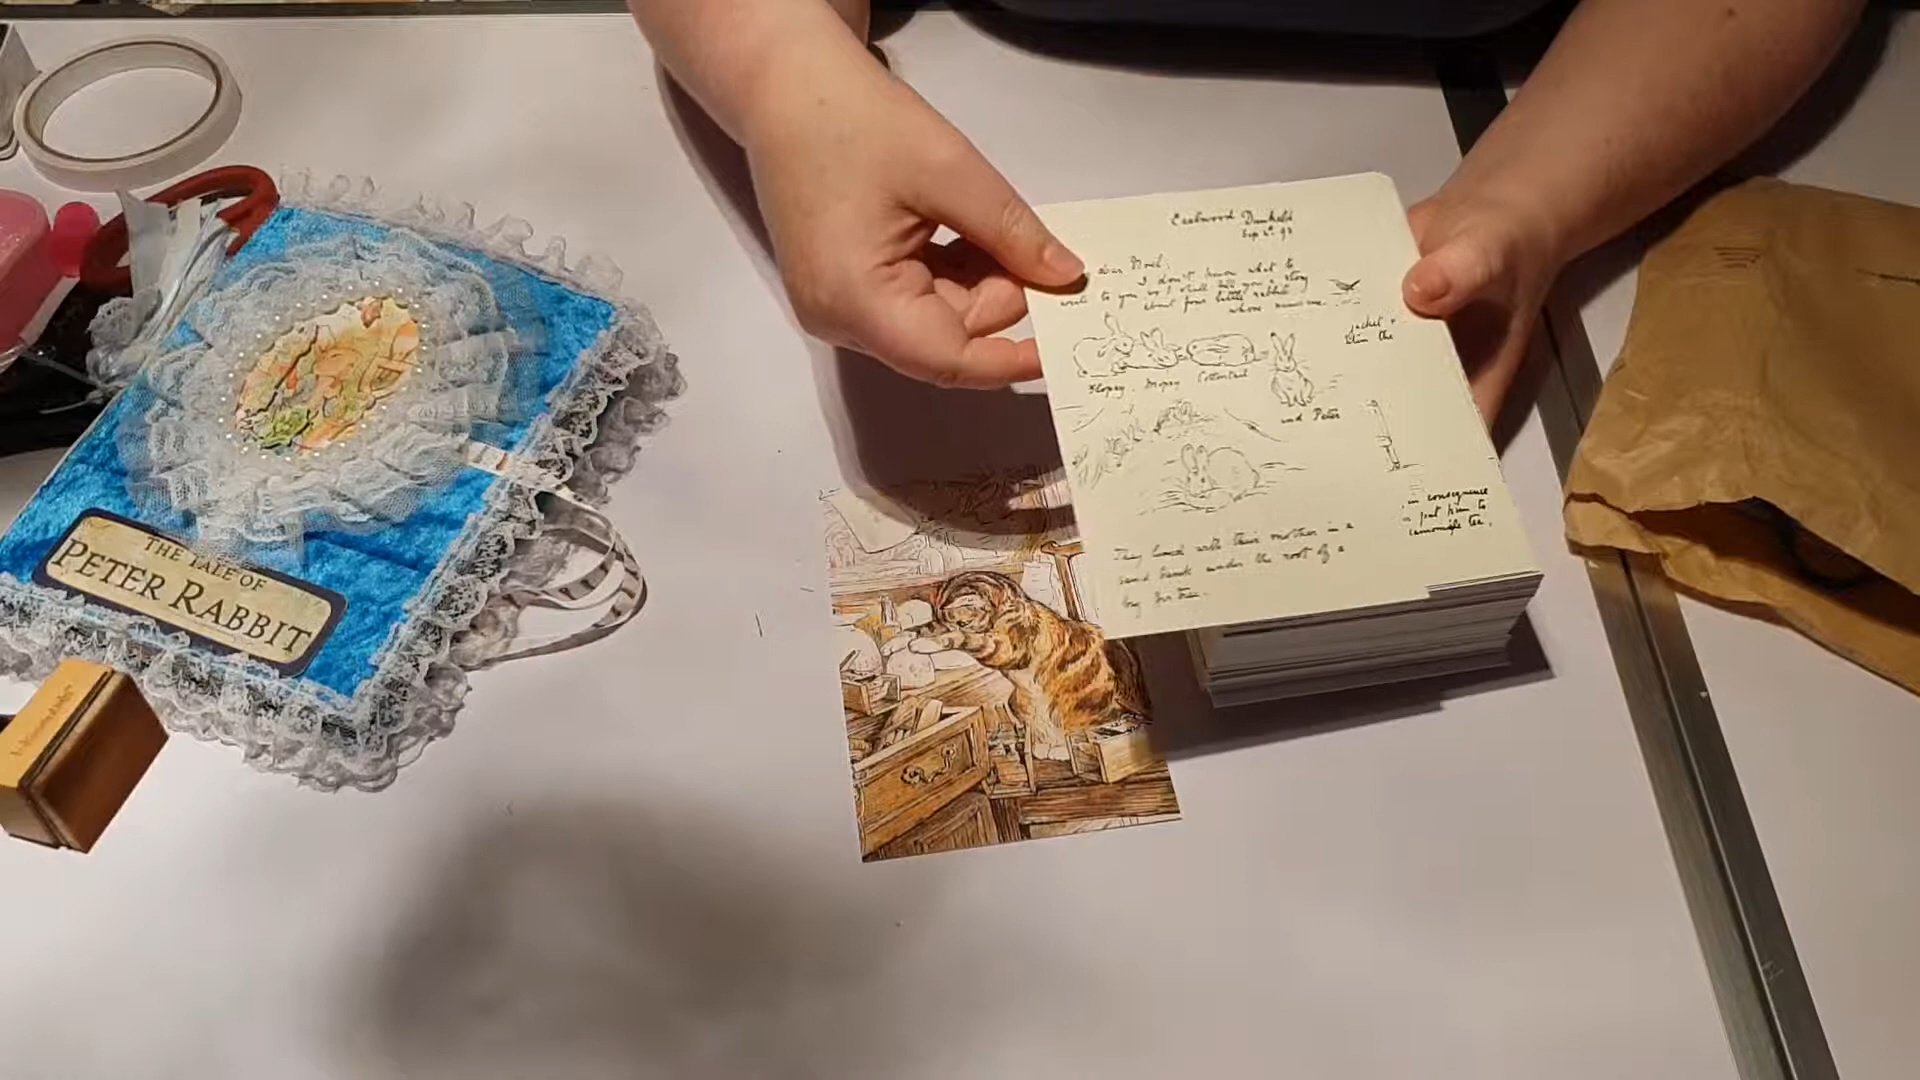 THE TALE OF
PETER RABBIT
Eastwood Dunkeld
Sep 4th 93
dear Noel,
I don't know what to
write to you so I shall tell you a story
about four little rabbits
whose names are
Flopsy, Mopsy Cottontail
and Peter
They lived with their mother in a
sand bank under the root of a
big fir tree.
jacket +
the
in consequence
put him to
camomile tea.